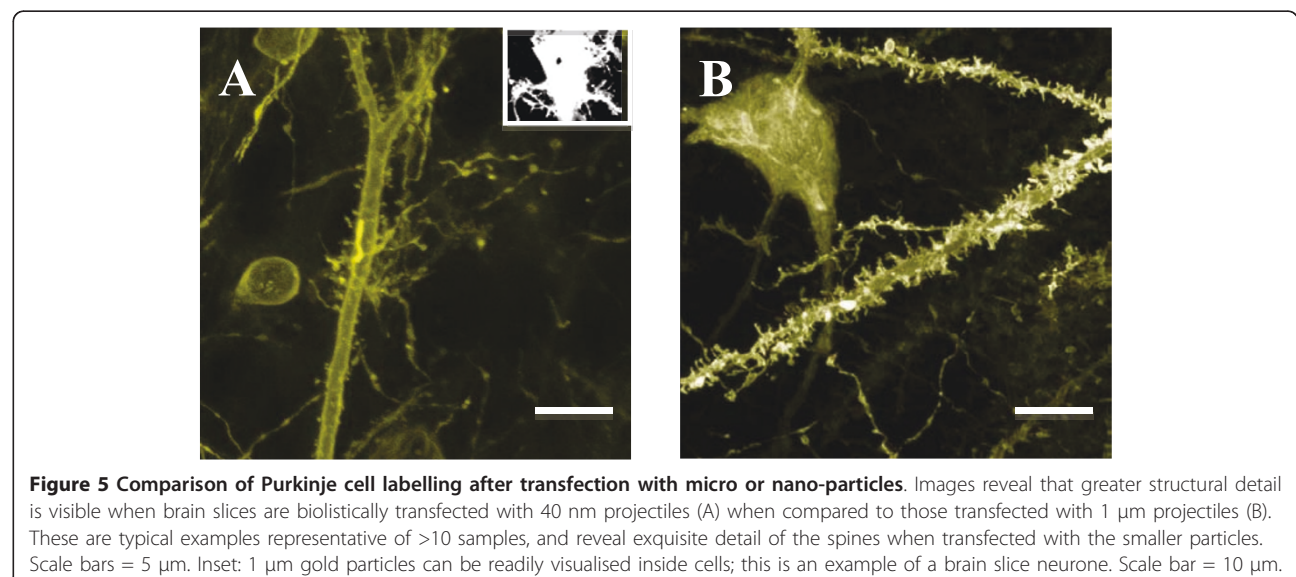 A
B
Figure 5 Comparison of Purkinje cell labelling after transfection with micro or nano-particles. Images reveal that greater structural detail
is visible when brain slices are biolistically transfected with 40 nm projectiles (A) when compared to those transfected with 1 μm projectiles (B).
These are typical examples representative of >10 samples, and reveal exquisite detail of the spines when transfected with the smaller particles.
Scale bars = 5 μm. Inset: 1 μm gold particles can be readily visualised inside cells; this is an example of a brain slice neurone. Scale bar = 10 μm.